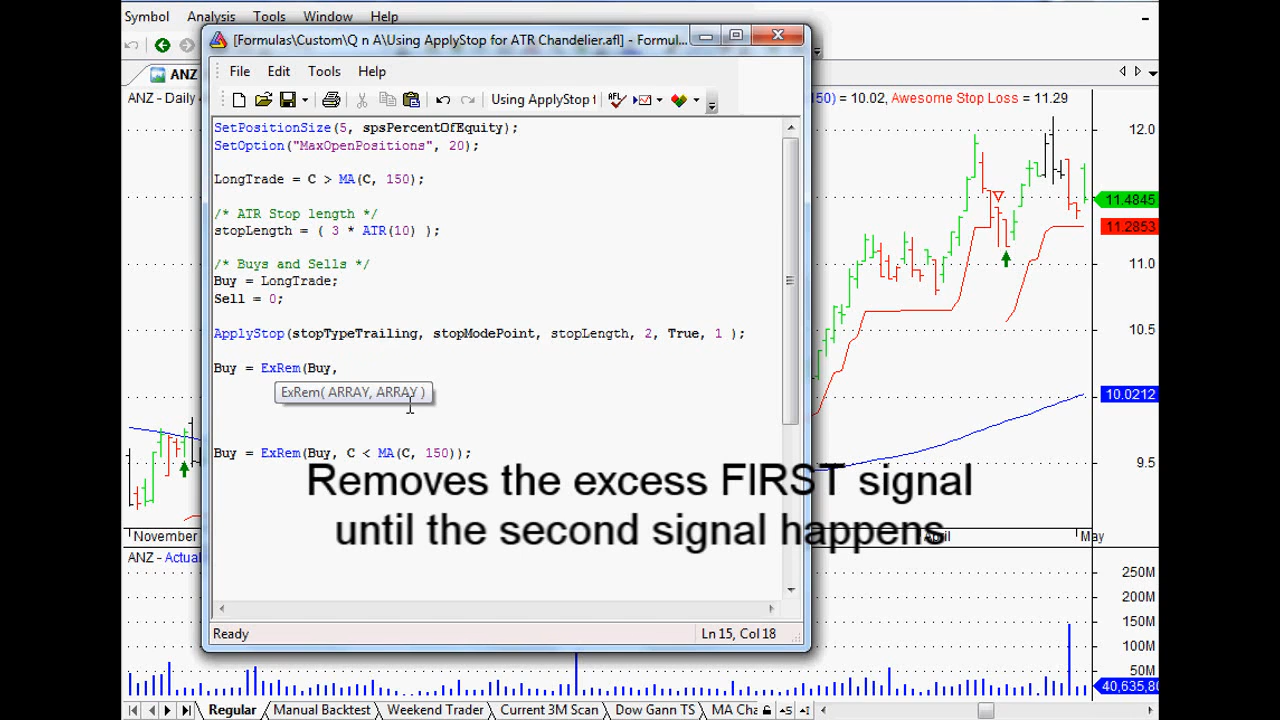 Symbol Analysis Tools Window Help
[Formulas\Custom\Q n A\Using ApplyStop for ATR Chandelier.afl] - Formul...
ANZ
File Edit Tools Help
Using ApplyStop
ANZ - Daily
150) = 10.02, Awesome Stop Loss = 11.29
SetPositionSize(5, spsPercentOfEquity);
SetOption("MaxOpenPositions", 20);
LongTrade = C > MA(C, 150);
/* ATR Stop length */
stopLength = ( 3 * ATR(10) );
/* Buys and Sells */
Buy = LongTrade;
Sell = 0;
ApplyStop(stopTypeTrailing, stopModePoint, stopLength, 2, True, 1 );
Buy = ExRem(Buy,
ExRem( ARRAY, ARRAY )
Buy = ExRem(Buy, C < MA(C, 150));
Removes the excess FIRST signal
until the second signal happens
12.0
11.4845
11.2853
11.0
10.5
10.0212
9.5
November
April
May
ANZ - Actual
250M
200M
150M
100M
50M
40,635,80
Ready
Ln 15, Col 18
Regular Manual Backtest Weekend Trader Current 3M Scan Dow Gann TS MA Cha